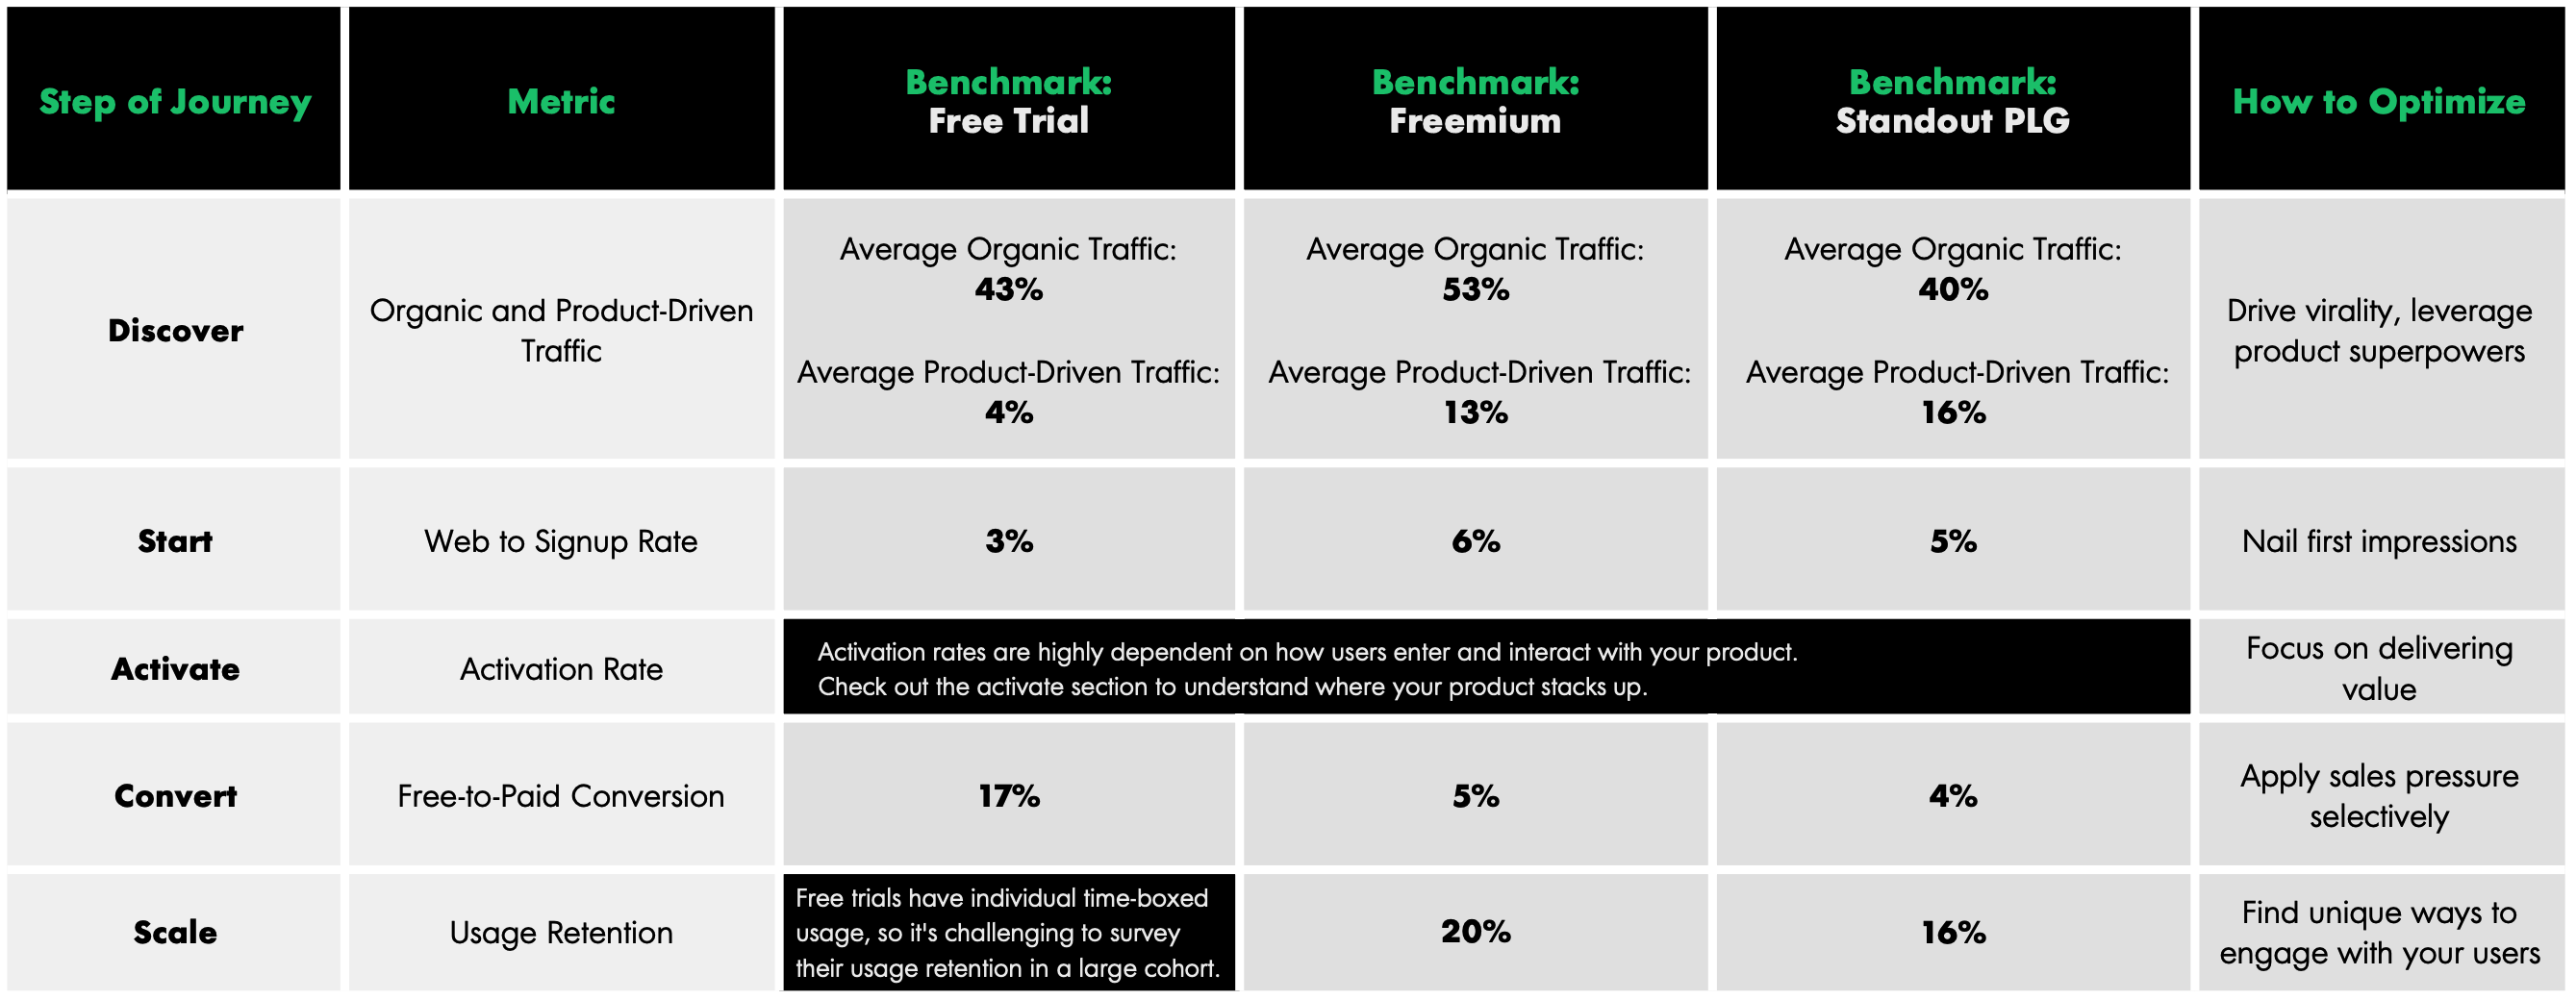 Step of Journey
Metric
Benchmark:
Free Trial
Benchmark:
Freemium
Benchmark:
Standout PLG
How to Optimize
Discover
Organic and Product-Driven
Traffic
Average Organic Traffic:
43%
Average Product-Driven Traffic:
4%
Average Organic Traffic:
53%
Average Product-Driven Traffic:
13%
Average Organic Traffic:
40%
Average Product-Driven Traffic:
16%
Drive virality, leverage
product superpowers
Start
Web to Signup Rate
3%
6%
5%
Nail first impressions
Activate
Activation Rate
Activation rates are highly dependent on how users enter and interact with your product.
Check out the activate section to understand where your product stacks up.
Focus on delivering
value
Convert
Free-to-Paid Conversion
17%
5%
4%
Apply sales pressure
selectively
Scale
Usage Retention
Free trials have individual time-boxed
usage, so it's challenging to survey
their usage retention in a large cohort.
20%
16%
Find unique ways to
engage with your users